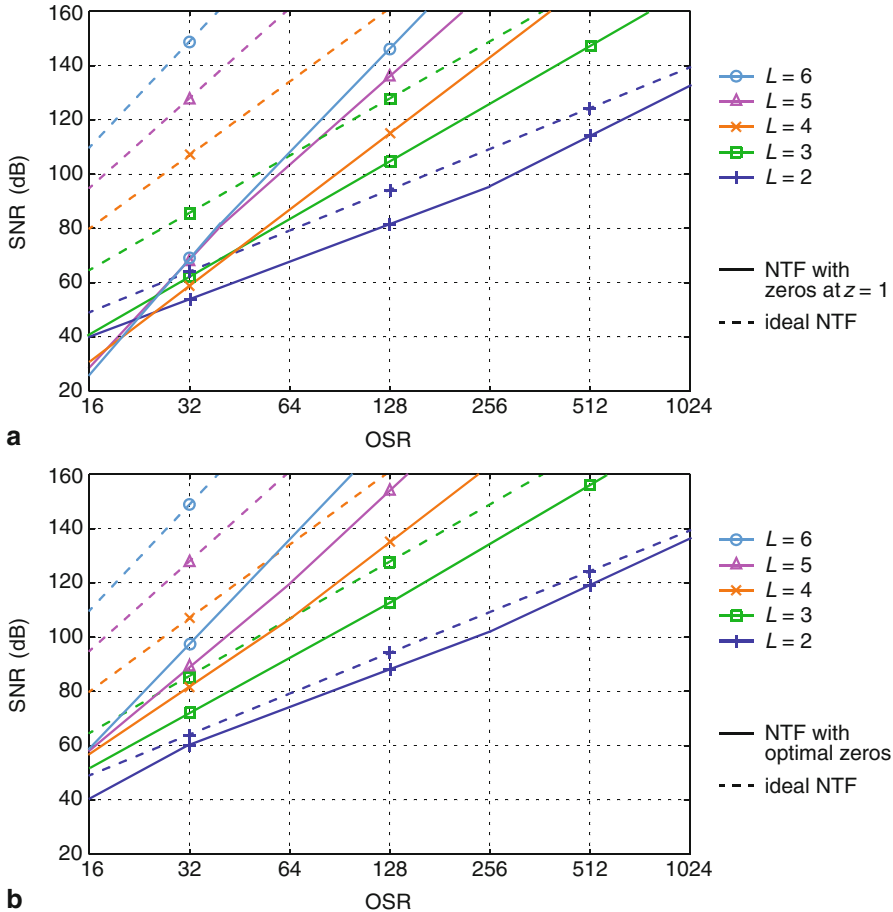 160
140
120
100
80
60
40
20
SNR (dB)
16 32 64 128 256 512 1024
OSR
L = 6
L = 5
L = 4
L = 3
L = 2
NTF with
zeros at z = 1
ideal NTF
a
160
140
120
100
80
60
40
20
SNR (dB)
16 32 64 128 256 512 1024
OSR
L = 6
L = 5
L = 4
L = 3
L = 2
NTF with
optimal zeros
ideal NTF
b